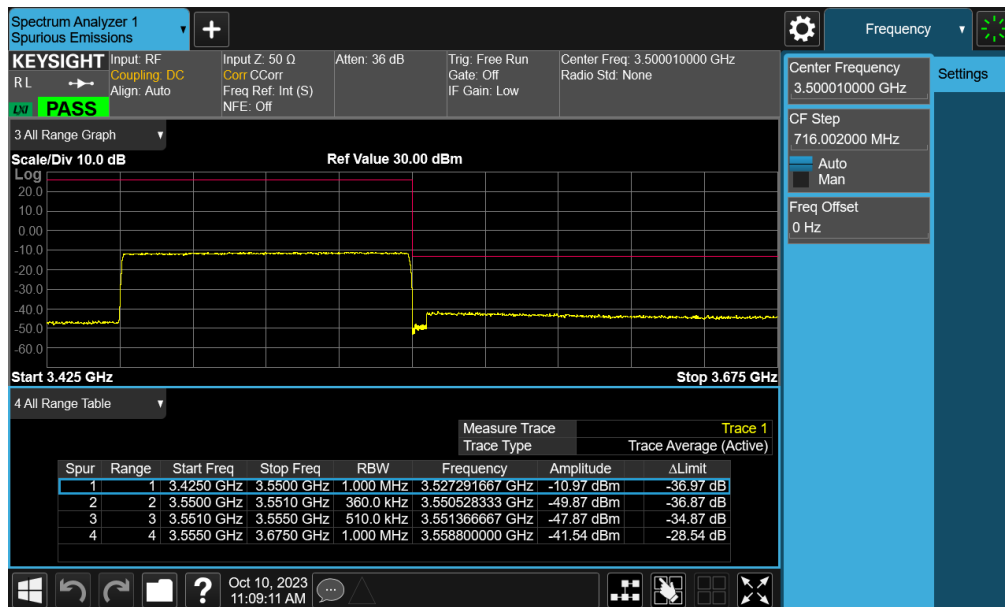 Spectrum Analyzer 1
Spurious Emissions
+
Frequency
KEYSIGHT
R L
LXI
PASS
Input: RF
Coupling: DC
Align: Auto
Input Z: 50 Ω
Corr CCorr
Freq Ref: Int (S)
NFE: Off
Atten: 36 dB
Trig: Free Run
Gate: Off
IF Gain: Low
Center Freq: 3.500010000 GHz
Radio Std: None
Center Frequency
3.500010000 GHz
Settings
CF Step
716.002000 MHz
Auto
Man
Freq Offset
0 Hz
3 All Range Graph
Scale/Div 10.0 dB
Ref Value 30.00 dBm
Log
20.0
10.0
0.00
-10.0
-20.0
-30.0
-40.0
-50.0
-60.0
Start 3.425 GHz
Stop 3.675 GHz
4 All Range Table
Measure Trace Trace 1
Trace Type Trace Average (Active)
Spur Range Start Freq Stop Freq RBW Frequency Amplitude ΔLimit
1 1 3.4250 GHz 3.5500 GHz 1.000 MHz 3.527291667 GHz -10.97 dBm -36.97 dB
2 2 3.5500 GHz 3.5510 GHz 360.0 kHz 3.550528333 GHz -49.87 dBm -36.87 dB
3 3 3.5510 GHz 3.5550 GHz 510.0 kHz 3.551366667 GHz -47.87 dBm -34.87 dB
4 4 3.5550 GHz 3.6750 GHz 1.000 MHz 3.558800000 GHz -41.54 dBm -28.54 dB
?
Oct 10, 2023
11:09:11 AM